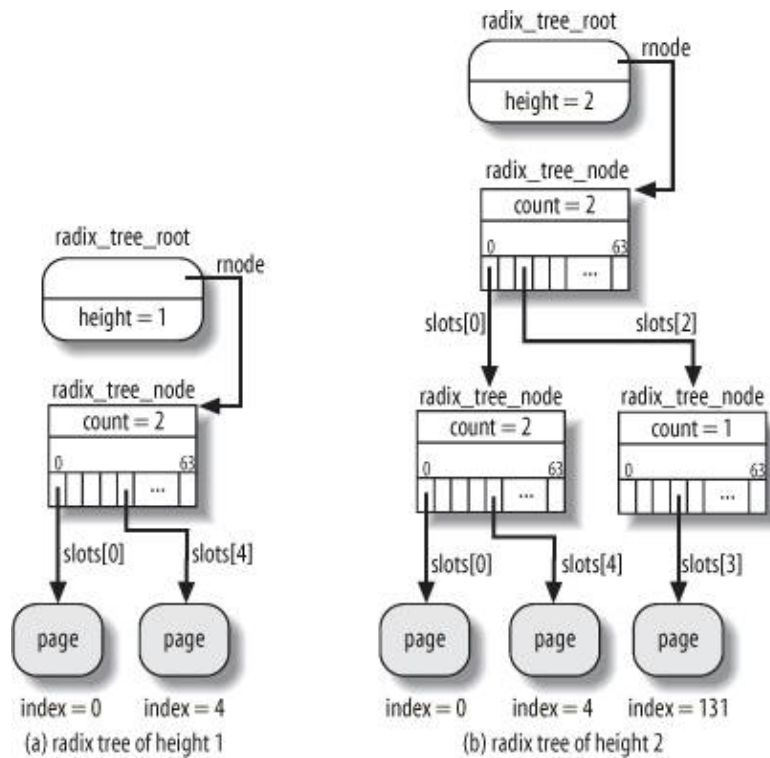 radix_tree_root
rnode
height = 1
radix_tree_node
count = 2
0 63
...
slots[0] slots[4]
page page
index = 0 index = 4
(a) radix tree of height 1
radix_tree_root
rnode
height = 2
radix_tree_node
count = 2
0 63
...
slots[0] slots[2]
radix_tree_node radix_tree_node
count = 2 count = 1
0 63 0 63
... ...
slots[0] slots[4] slots[3]
page page page
index = 0 index = 4 index = 131
(b) radix tree of height 2